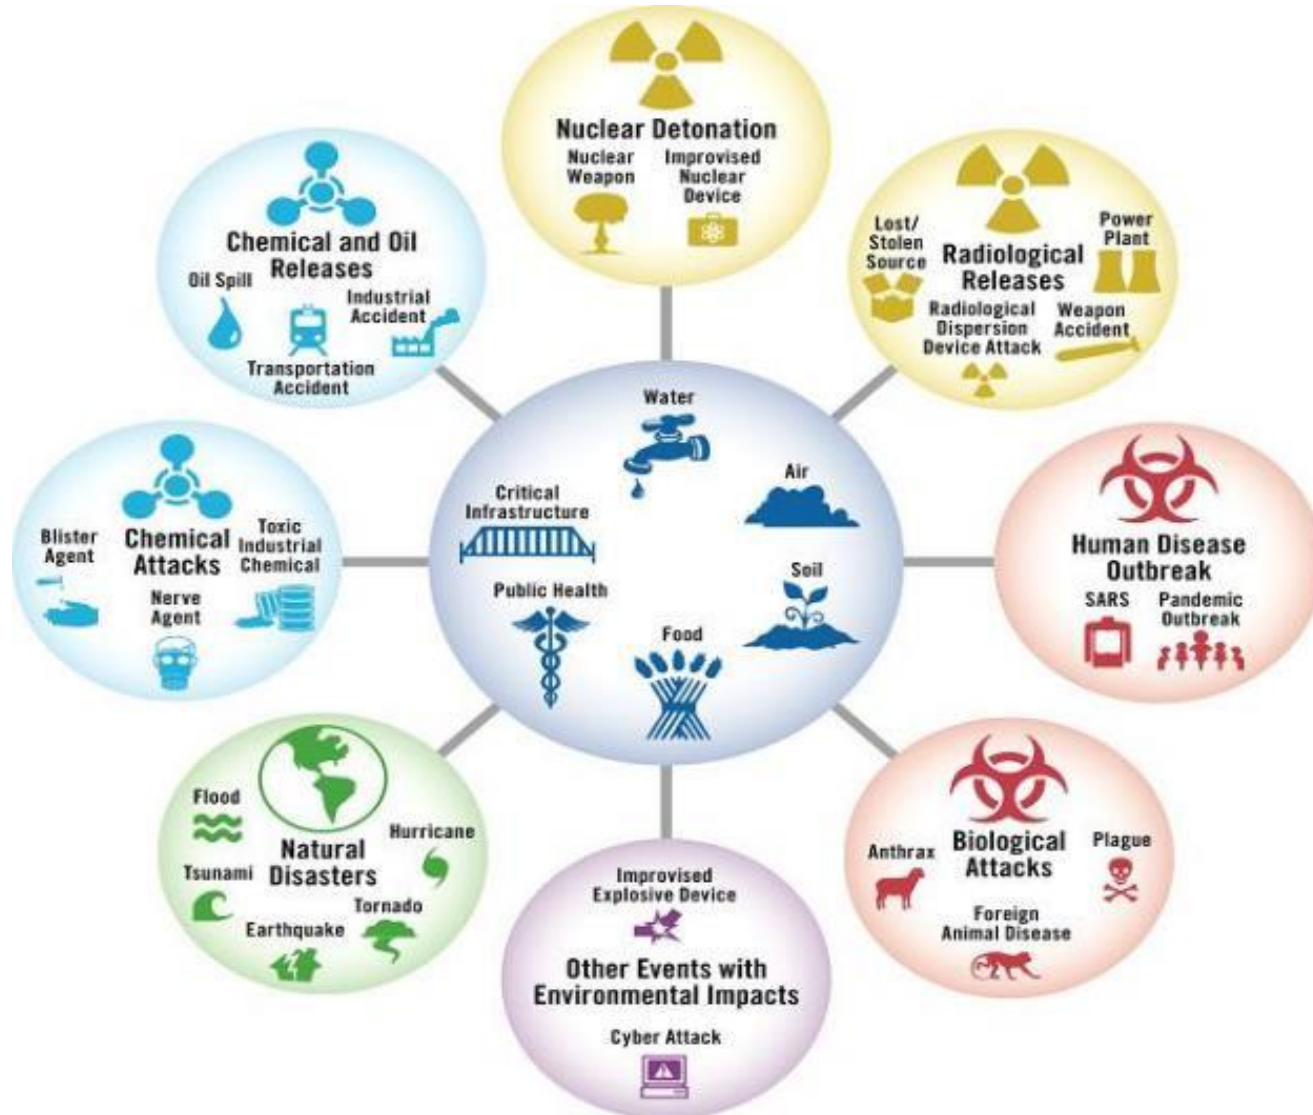 Nuclear Detonation
Nuclear
Weapon
Improvised
Nuclear
Device
Chemical and Oil
Releases
Oil Spill
Industrial
Accident
Transportation
Accident
Lost/
Stolen
Source
Radiological
Releases
Power
Plant
Radiological
Dispersion
Device Attack
Weapon
Accident
Water
Air
Critical
Infrastructure
Soil
Public Health
Food
Blister
Agent
Chemical
Attacks
Toxic
Industrial
Chemical
Nerve
Agent
Human Disease
Outbreak
SARS
Pandemic
Outbreak
Flood
Hurricane
Natural
Disasters
Tsunami
Tornado
Earthquake
Improvised
Explosive Device
Other Events with
Environmental Impacts
Cyber Attack
Anthrax
Biological
Attacks
Plague
Foreign
Animal Disease